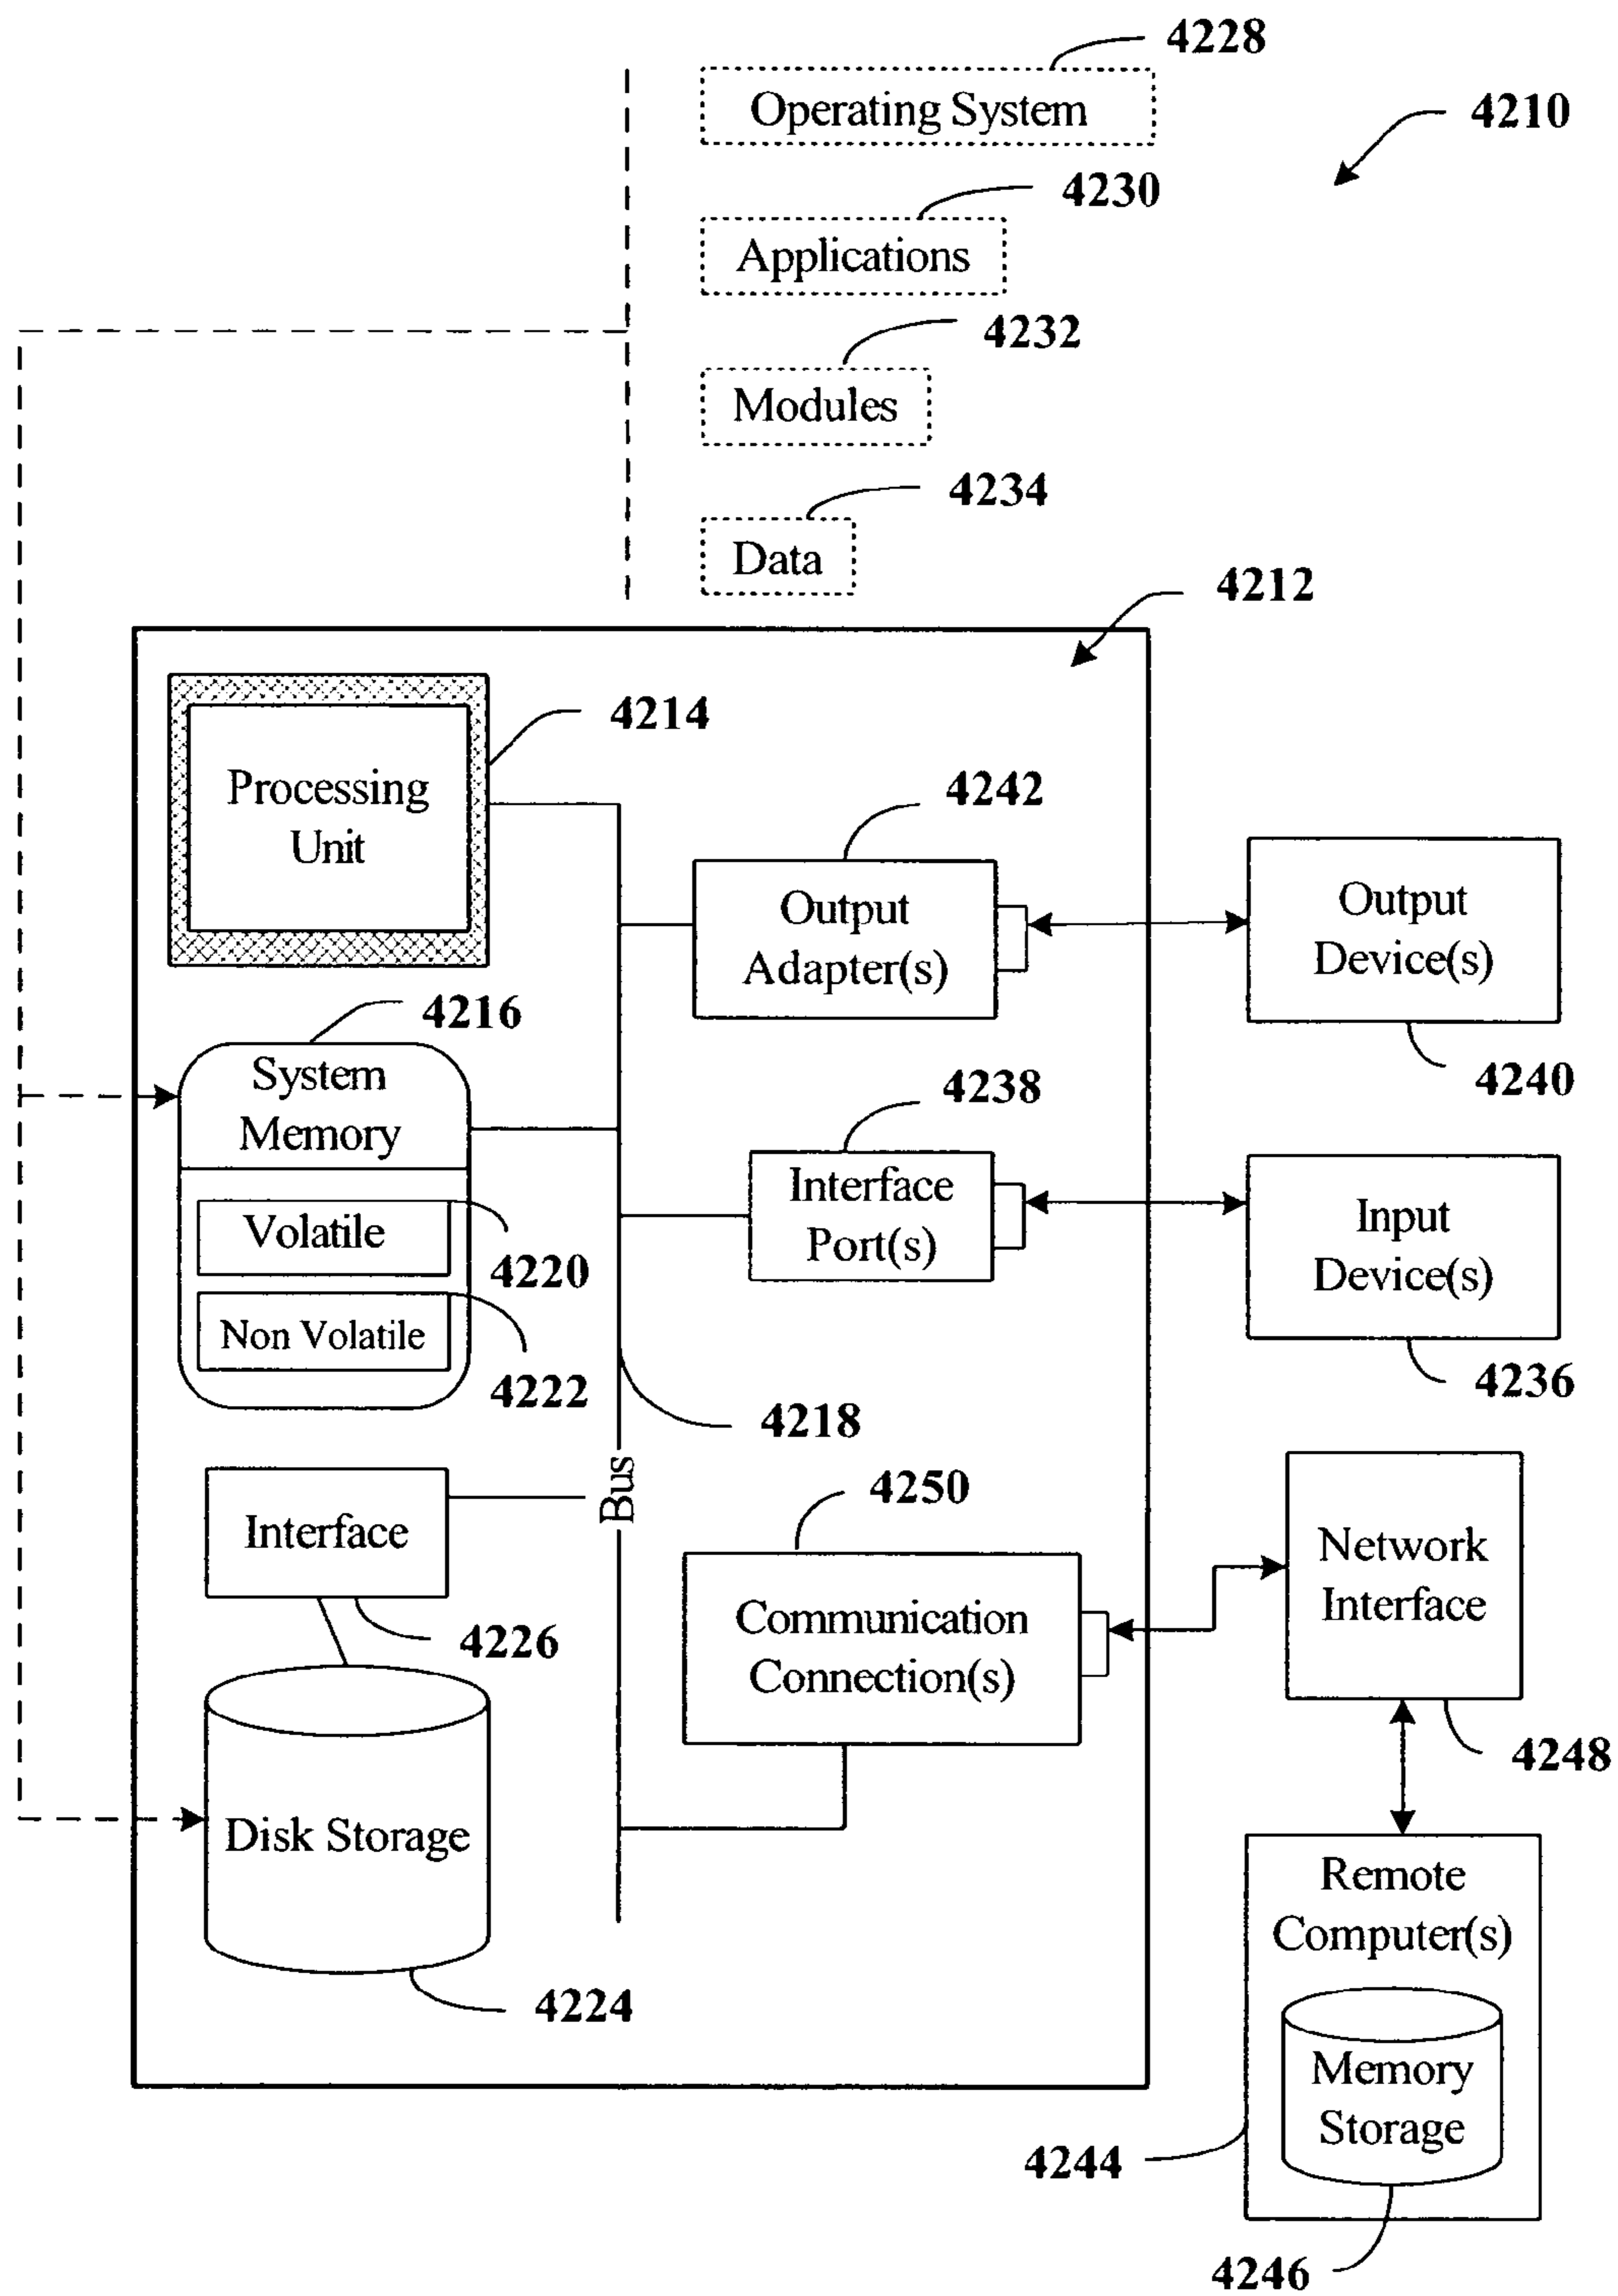 4228
Operating System
4210
4230
Applications
4232
Modules
4234
Data
4212
4214
Processing
Unit
4242
Output
Adapter(s)
Output
Device(s)
4240
4216
System
Memory
Volatile
4220
Non Volatile
4222
4238
Interface
Port(s)
Input
Device(s)
4236
4218
Bus
Interface
4226
4250
Communication
Connection(s)
Network
Interface
4248
Disk Storage
4224
Remote
Computer(s)
Memory
Storage
4244
4246